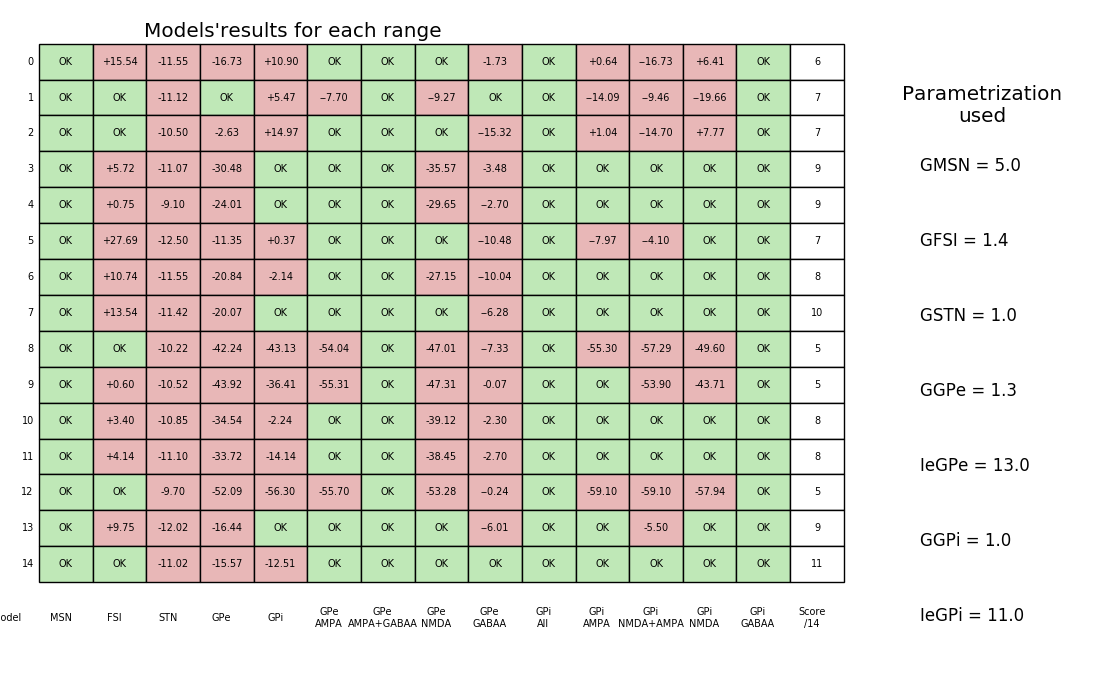 Models'results for each range
0 OK +15.54 -11.55 -16.73 +10.90 OK OK OK -1.73 OK +0.64 --16.73 +6.41 OK 6
1 OK OK -11.12 OK +5.47 --7.70 OK --9.27 OK OK --14.09 --9.46 --19.66 OK 7
2 OK OK -10.50 -2.63 +14.97 OK OK OK --15.32 OK +1.04 --14.70 +7.77 OK 7
3 OK +5.72 -11.07 -30.48 OK OK OK -35.57 -3.48 OK OK OK OK OK 9
4 OK +0.75 -9.10 -24.01 OK OK OK -29.65 --2.70 OK OK OK OK OK 9
5 OK +27.69 -12.50 -11.35 +0.37 OK OK OK --10.48 OK --7.97 --4.10 OK OK 7
6 OK +10.74 -11.55 -20.84 -2.14 OK OK -27.15 --10.04 OK OK OK OK OK 8
7 OK +13.54 -11.42 -20.07 OK OK OK OK --6.28 OK OK OK OK OK 10
8 OK OK -10.22 -42.24 -43.13 -54.04 OK -47.01 --7.33 OK -55.30 -57.29 -49.60 OK 5
9 OK +0.60 -10.52 -43.92 -36.41 -55.31 OK -47.31 -0.07 OK OK -53.90 -43.71 OK 5
10 OK +3.40 -10.85 -34.54 -2.24 OK OK -39.12 -2.30 OK OK OK OK OK 8
11 OK +4.14 -11.10 -33.72 -14.14 OK OK -38.45 -2.70 OK OK OK OK OK 8
12 OK OK -9.70 -52.09 -56.30 -55.70 OK -53.28 --0.24 OK -59.10 -59.10 -57.94 OK 5
13 OK +9.75 -12.02 -16.44 OK OK OK OK --6.01 OK OK -5.50 OK OK 9
14 OK OK -11.02 -15.57 -12.51 OK OK OK OK OK OK OK OK OK 11
odel MSN FSI STN GPe GPi GPe GPe GPe GPe GPi GPi GPi GPi GPi Score
AMPA AMPA+GABAA NMDA GABAA All AMPA NMDA+AMPA NMDA GABAA /14
Parametrization
used
GMSN = 5.0
GFSI = 1.4
GSTN = 1.0
GGPe = 1.3
IeGPe = 13.0
GGPi = 1.0
IeGPi = 11.0